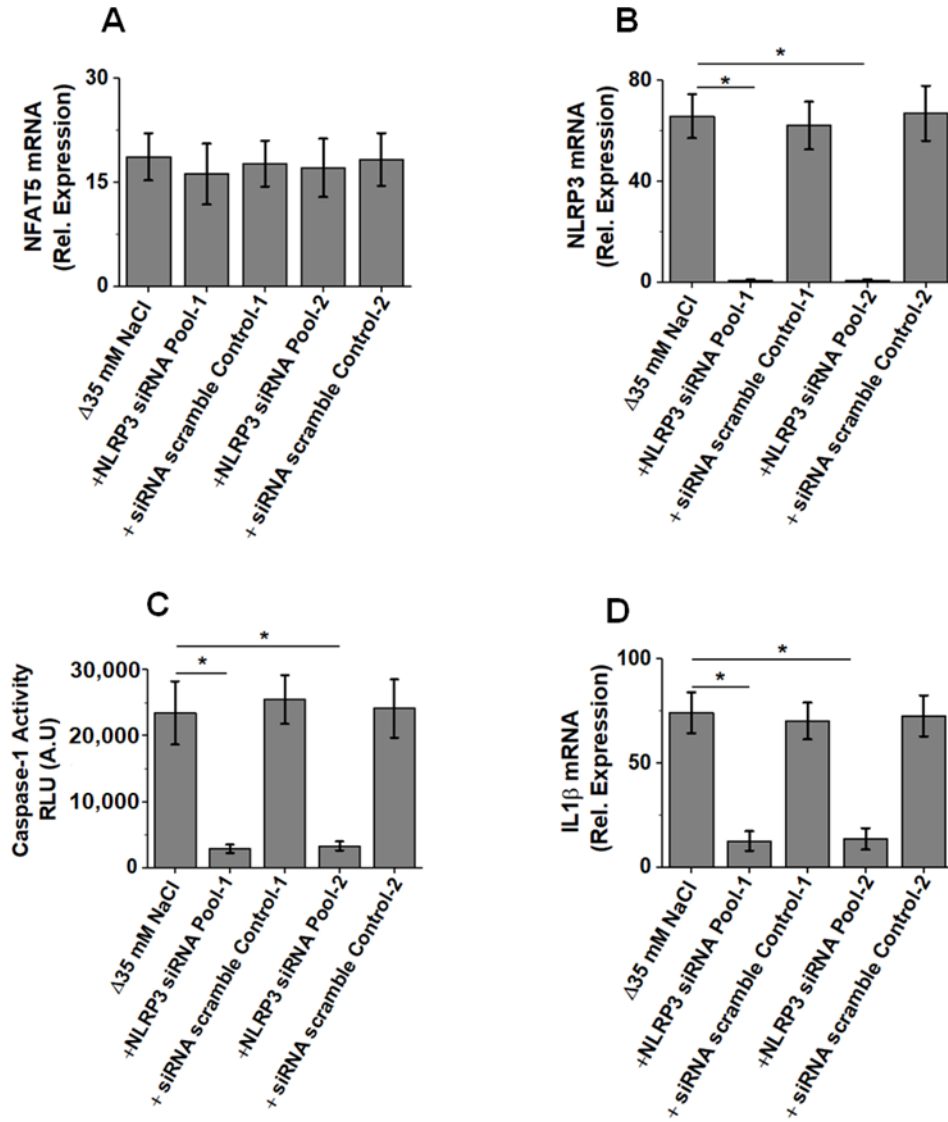 A
NFAT5 mRNA
(Rel. Expression)
30
15
0
Δ35 mM NaCl
+NLRP3 siRNA Pool-1
+ siRNA scramble Control-1
+NLRP3 siRNA Pool-2
+ siRNA scramble Control-2
B
NLRP3 mRNA
(Rel. Expression)
80
40
0
*
*
Δ35 mM NaCl
+NLRP3 siRNA Pool-1
+ siRNA scramble Control-1
+NLRP3 siRNA Pool-2
+ siRNA scramble Control-2
C
Caspase-1 Activity
RLU (A.U)
30,000
20,000
10,000
0
*
*
Δ35 mM NaCl
+NLRP3 siRNA Pool-1
+ siRNA scramble Control-1
+NLRP3 siRNA Pool-2
+ siRNA scramble Control-2
D
IL1β mRNA
(Rel. Expression)
100
50
0
*
*
Δ35 mM NaCl
+NLRP3 siRNA Pool-1
+ siRNA scramble Control-1
+NLRP3 siRNA Pool-2
+ siRNA scramble Control-2